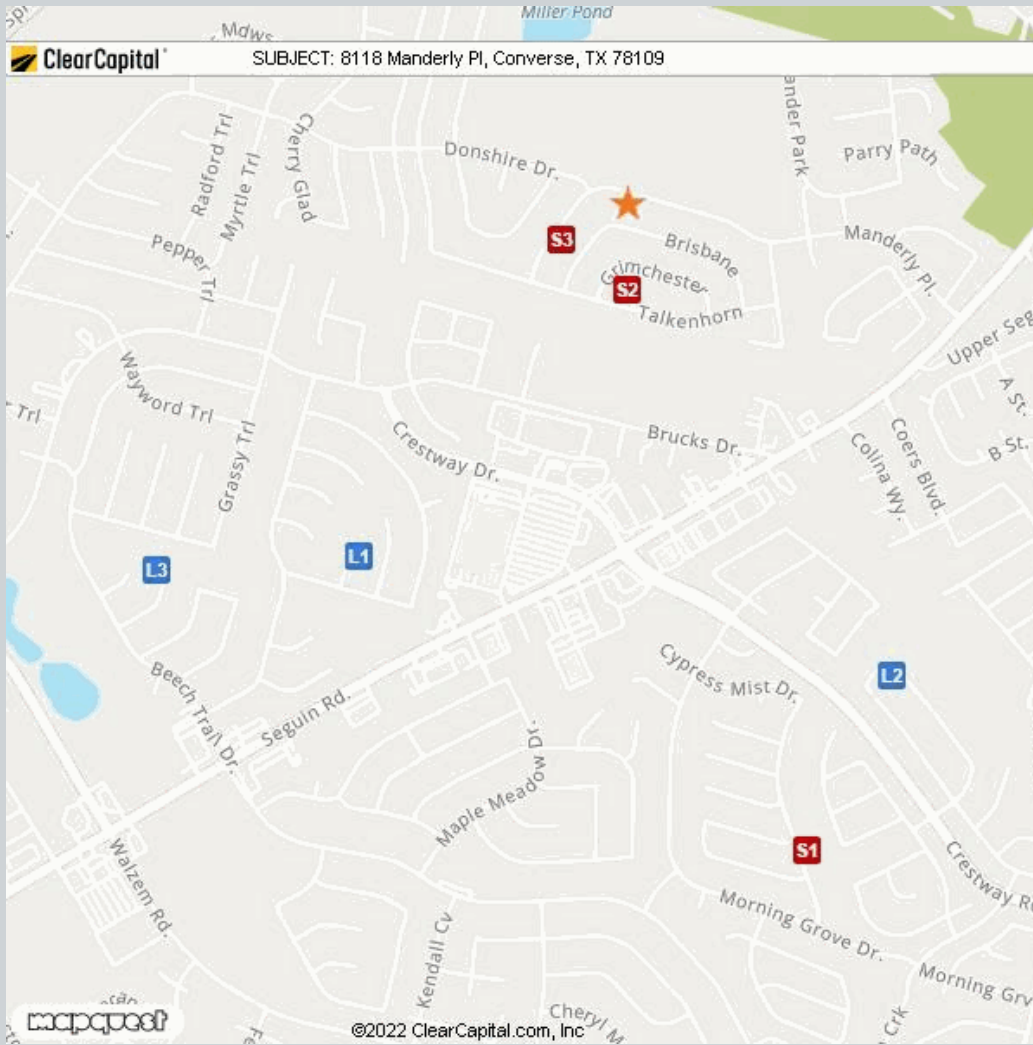 Miller Pond
Spr
Mdws
ClearCapital
SUBJECT: 8118 Manderly Pl, Converse, TX 78109
ander Park
Cherry Glad
Radford Trl
Donshire Dr.
Parry Path
Myrtle Trl
S3
Brisbane
Manderly Pl.
Pepper Trl
Grimchester
S2
Talkenhorn
Upper Seg
Wayword Trl
A St.
r Trl
Crestway Dr.
Brucks Dr.
Coers Blvd.
B St.
Grassy Trl
Colina Wy.
L3
L1
Cypress Mist Dr.
L2
Beech Trail Dr.
Seguin Rd.
Maple Meadow Dr.
Walzem Rd.
S1
Crestway R
Morning Grove Dr.
Kendall Cv
Morning Grv
Cheryl M
Crk
mapquest
©2022 ClearCapital.com, Inc